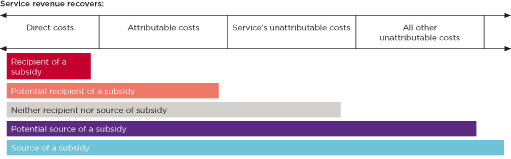 Service revenue recovers:
Direct costs
Attributable costs
Service's unattributable costs
All other
unattributable costs
Recipient of a
subsidy
Potential recipient of a subsidy
Neither recipient nor source of subsidy
Potential source of a subsidy
Source of a subsidy